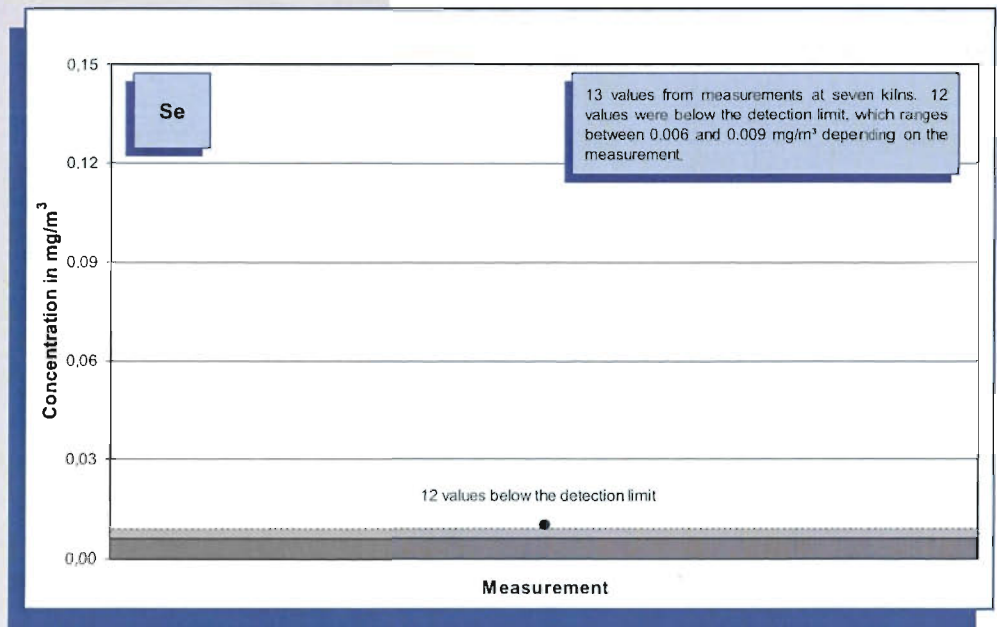 Se
13 values from measurements at seven kilns. 12
values were below the detection limit, which ranges
between 0.006 and 0.009 mg/m³ depending on the
measurement.
Concentration in mg/m³
0,15
0.12
0.09
0,06
0,03
0,00
12 values below the detection limit
Measurement